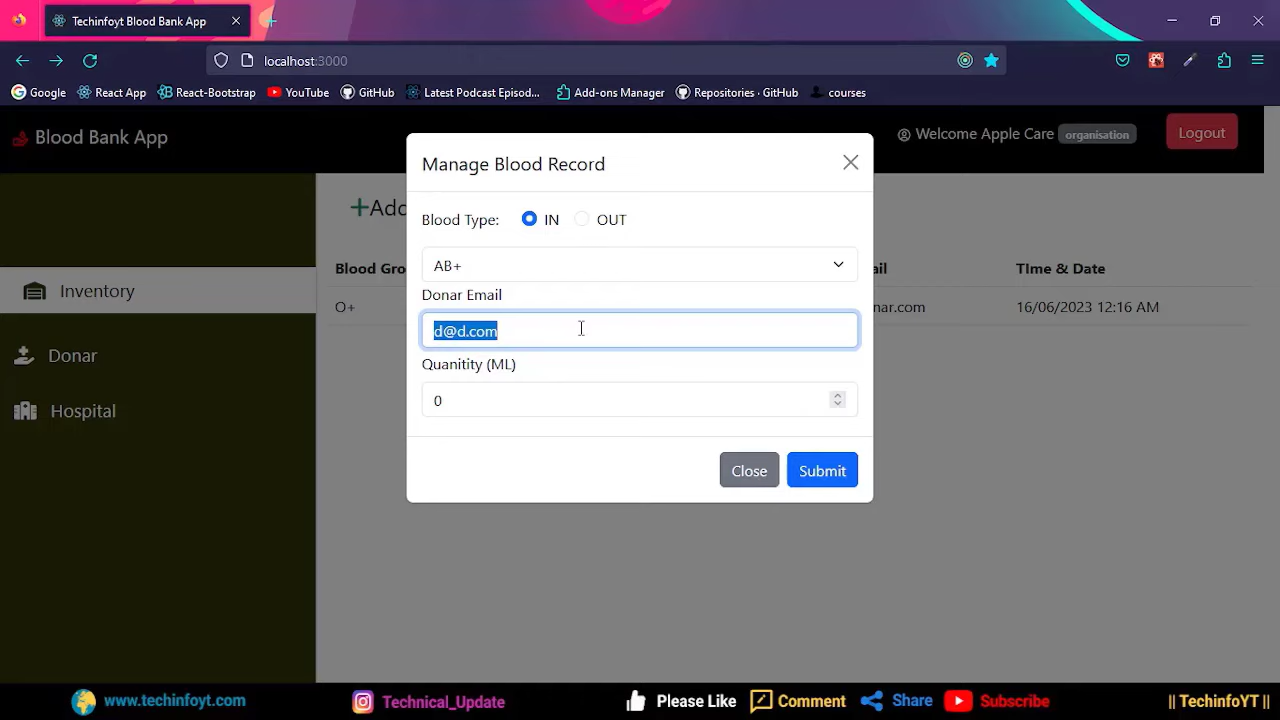 Techinfoyt Blood Bank App
localhost:3000
Google React App React-Bootstrap YouTube GitHub Latest Podcast Episod... Add-ons Manager Repositories · GitHub courses
Blood Bank App
Welcome Apple Care organisation Logout
Manage Blood Record
Blood Type: IN OUT
Add
AB+
Blood Gro
ail TIme & Date
Inventory
Donar Email
O+
nar.com 16/06/2023 12:16 AM
d@d.com
Donar
Quanitity (ML)
0
Hospital
Close Submit
www.techinfoyt.com Technical_Update Please Like Comment Share Subscribe || TechinfoYT ||